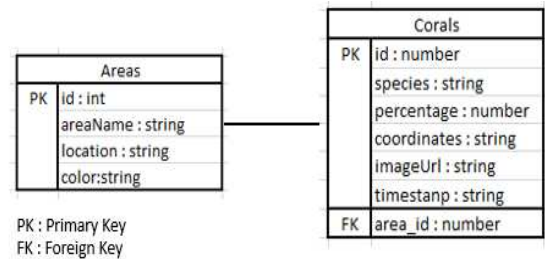 Areas
PK id : int
areaName : string
location : string
color:string
PK : Primary Key
FK : Foreign Key
Corals
PK id : number
species : string
percentage : number
coordinates : string
imageUrl : string
timestanp : string
FK area_id : number